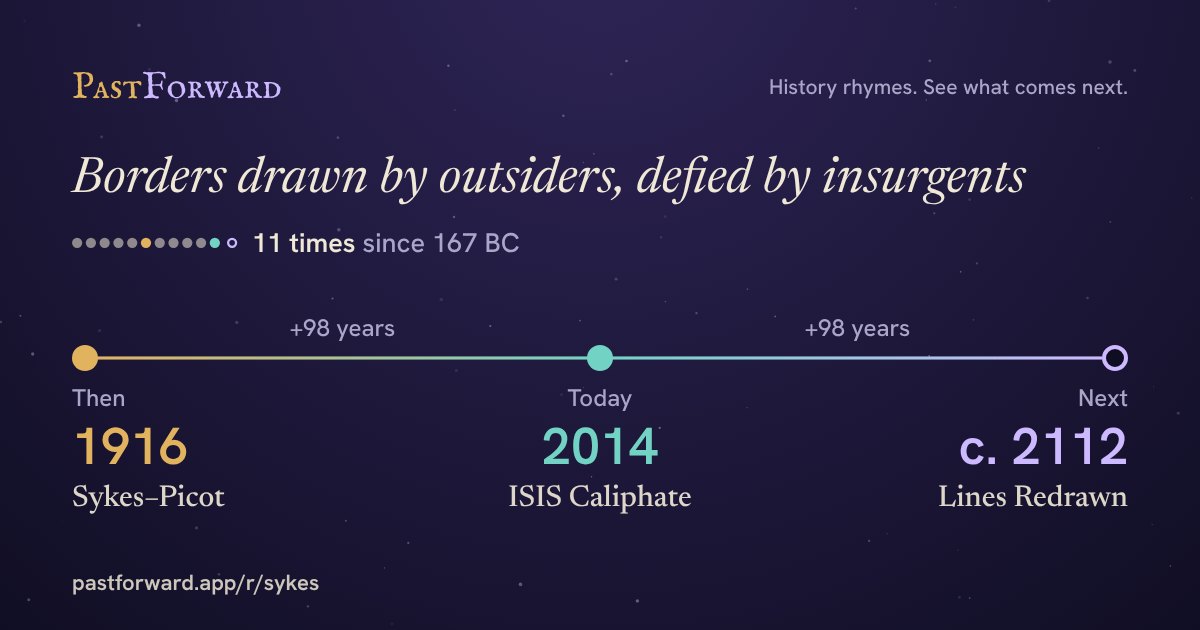 PastForward
History rhymes. See what comes next.
Borders drawn by outsiders, defied by insurgents
11 times since 167 BC
+98 years
+98 years
Then
Today
Next
1916
2014
c. 2112
Sykes–Picot
ISIS Caliphate
Lines Redrawn
pastforward.app/r/sykes